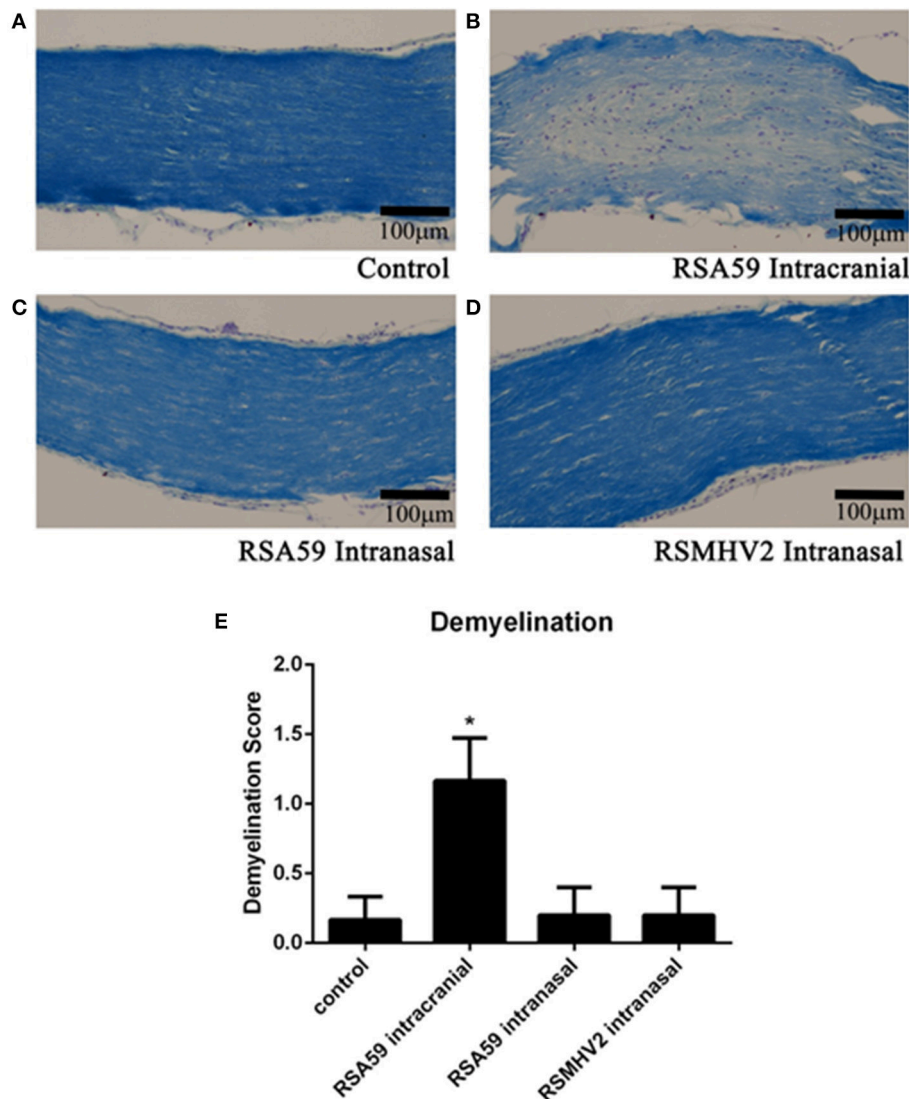 A
100μm
Control
B
100μm
RSA59 Intracranial
C
100μm
RSA59 Intranasal
D
100μm
RSMHV2 Intranasal
E
Demyelination
Demyelination Score
2.0
1.5
1.0
0.5
0.0
*
control
RSA59 intracranial
RSA59 intranasal
RSMHV2 intranasal